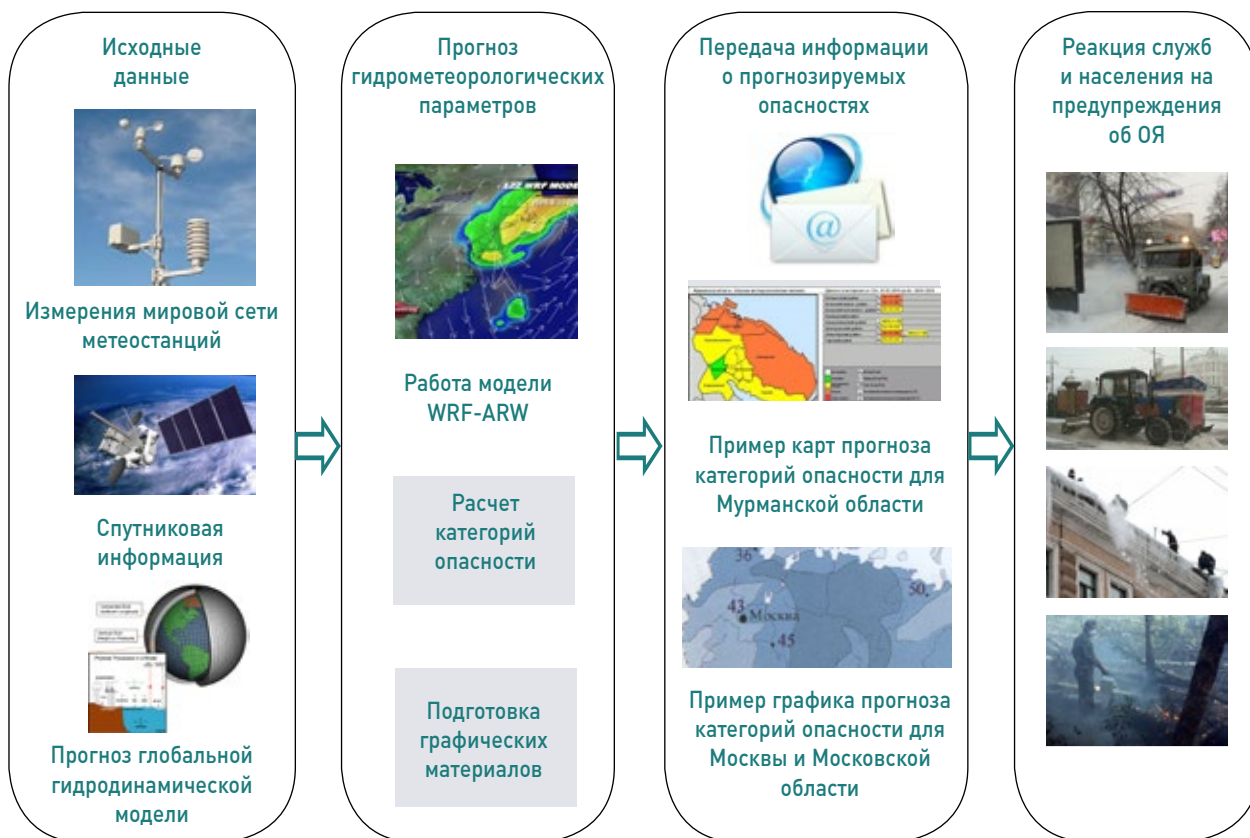 Исходные
данные
Измерения мировой сети
метеостанций
Спутниковая
информация
Прогноз глобальной
гидродинамической
модели
Прогноз
гидрометеорологических
параметров
12Z WRF MODE
Работа модели
WRF-ARW
Расчет
категорий
опасности
Подготовка
графических
материалов
Передача информации
о прогнозируемых
опасностях
@
Пример карт прогноза
категорий опасности для
Мурманской области
36
50
43
Москва
45
Пример графика прогноза
категорий опасности для
Москвы и Московской
области
Реакция служб
и населения на
предупреждения
об ОЯ